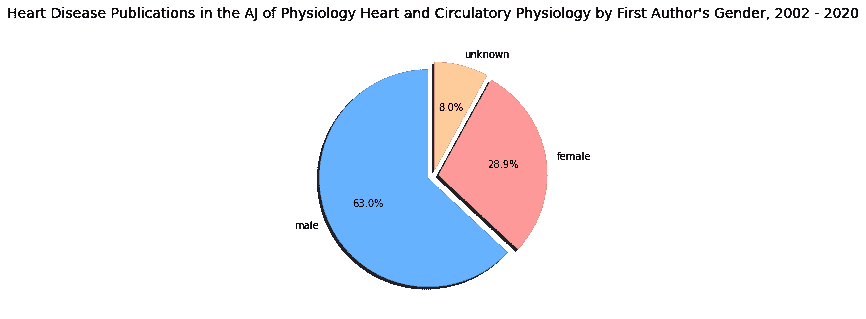 Heart Disease Publications in the AJ of Physiology Heart and Circulatory Physiology by First Author's Gender, 2002 - 2020
unknown
8.0%
female
28.9%
63.0%
male